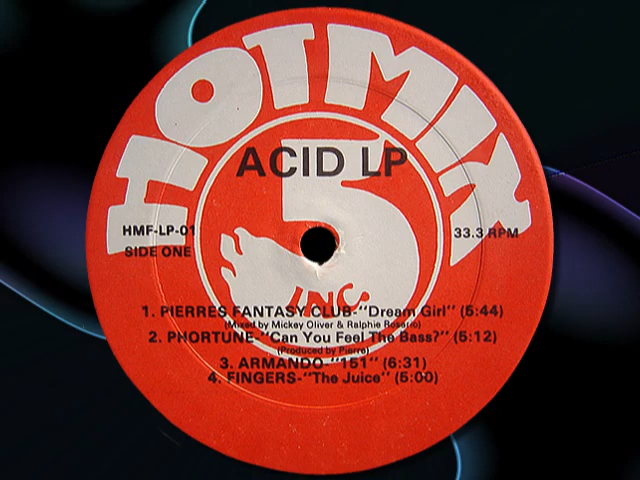 HOTMIX
5
ACID LP
HMF-LP-01
33.3 RPM
SIDE ONE
INC.
1. PIERRES FANTASY CLUB-"Dream Girl" (5:44)
(Mixed by Mickey Oliver & Ralphie Rosario)
2. PHORTUNE-"Can You Feel The Bass?" (5:12)
(Produced by Pierre)
3. ARMANDO-"151" (6:31)
4. FINGERS-"The Juice" (5:00)